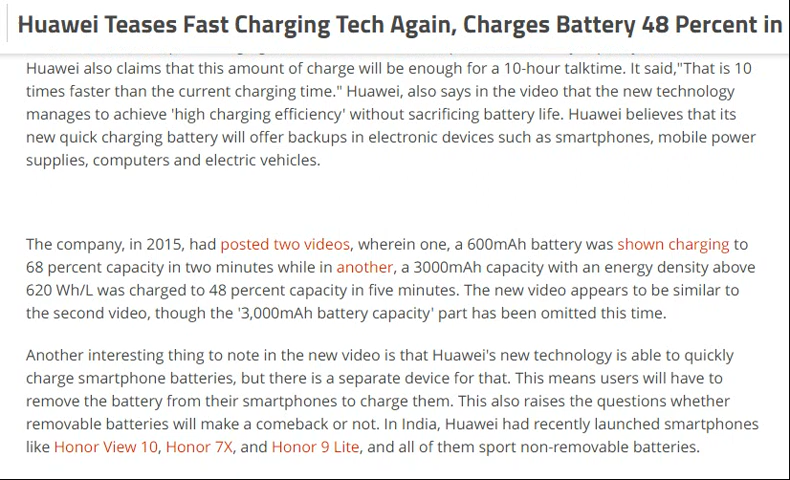 Huawei Teases Fast Charging Tech Again, Charges Battery 48 Percent in
Huawei also claims that this amount of charge will be enough for a 10-hour talktime. It said,"That is 10
times faster than the current charging time." Huawei, also says in the video that the new technology
manages to achieve 'high charging efficiency' without sacrificing battery life. Huawei believes that its
new quick charging battery will offer backups in electronic devices such as smartphones, mobile power
supplies, computers and electric vehicles.
The company, in 2015, had posted two videos, wherein one, a 600mAh battery was shown charging to
68 percent capacity in two minutes while in another, a 3000mAh capacity with an energy density above
620 Wh/L was charged to 48 percent capacity in five minutes. The new video appears to be similar to
the second video, though the '3,000mAh battery capacity' part has been omitted this time.
Another interesting thing to note in the new video is that Huawei's new technology is able to quickly
charge smartphone batteries, but there is a separate device for that. This means users will have to
remove the battery from their smartphones to charge them. This also raises the questions whether
removable batteries will make a comeback or not. In India, Huawei had recently launched smartphones
like Honor View 10, Honor 7X, and Honor 9 Lite, and all of them sport non-removable batteries.